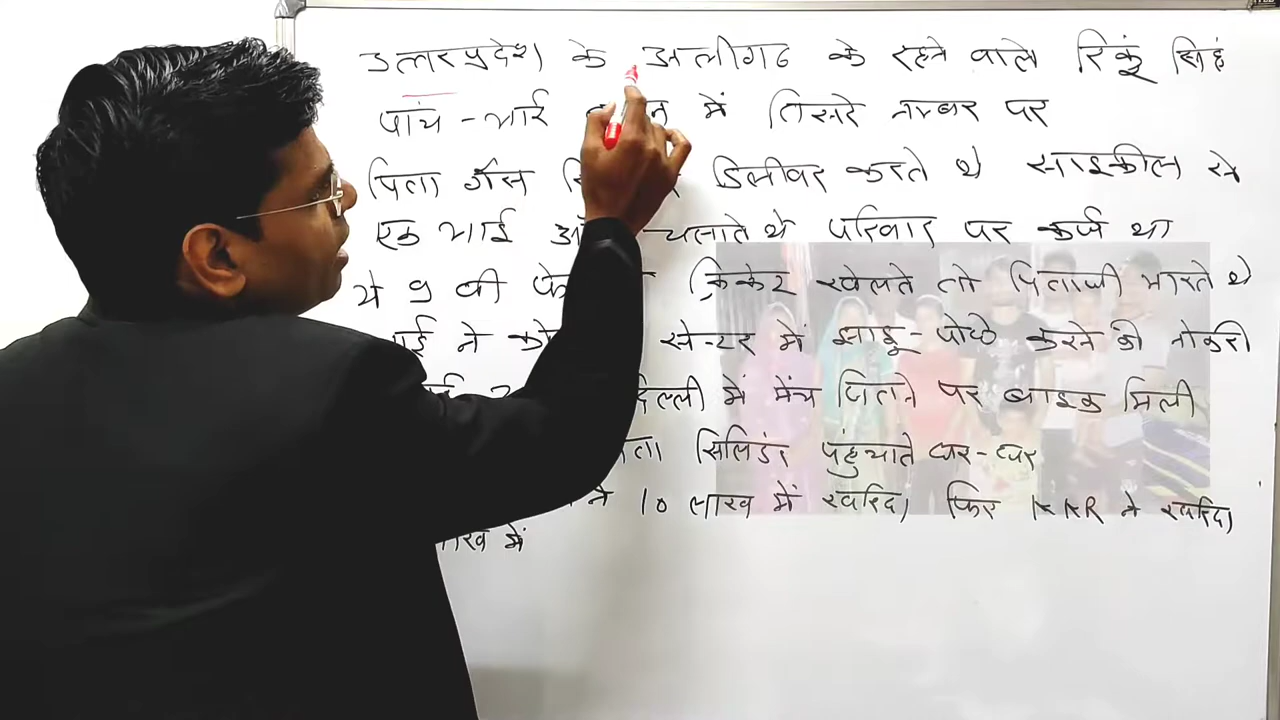 उत्तरप्रदेश के अलीगढ के रहने वाले रिंकू सिंह
पांच - भाई में तिसरे नम्बर पर
पिता गैस डिलीवर करते थे साइकील से
एक भाई चलाते थे परिवार पर कर्ज था
ये 9 वी क्रिकेट खेलते तो पिताजी मारते थे
ने सेन्टर में झाडू - पोछे करने की नोकरी
दिल्ली में मेंच जितने पर बाइक मिली
सिलिंडर पंहुचाते घर - घर
ने 10 लाख में खरिदा फिर KKR ने खरिदा
में